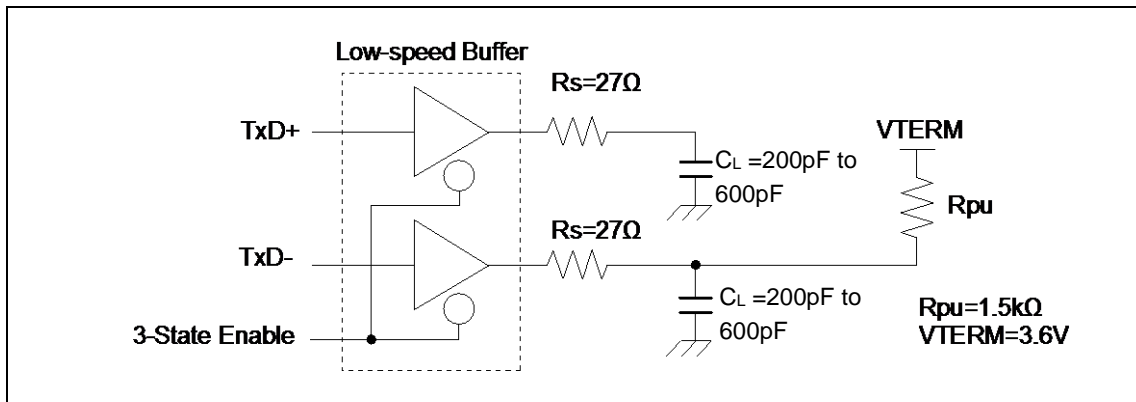 Low-speed Buffer
Rs=27Ω
TxD+
VTERM
CL =200pF to
600pF
Rpu
Rs=27Ω
TxD-
CL =200pF to
600pF
3-State Enable
Rpu=1.5kΩ
VTERM=3.6V